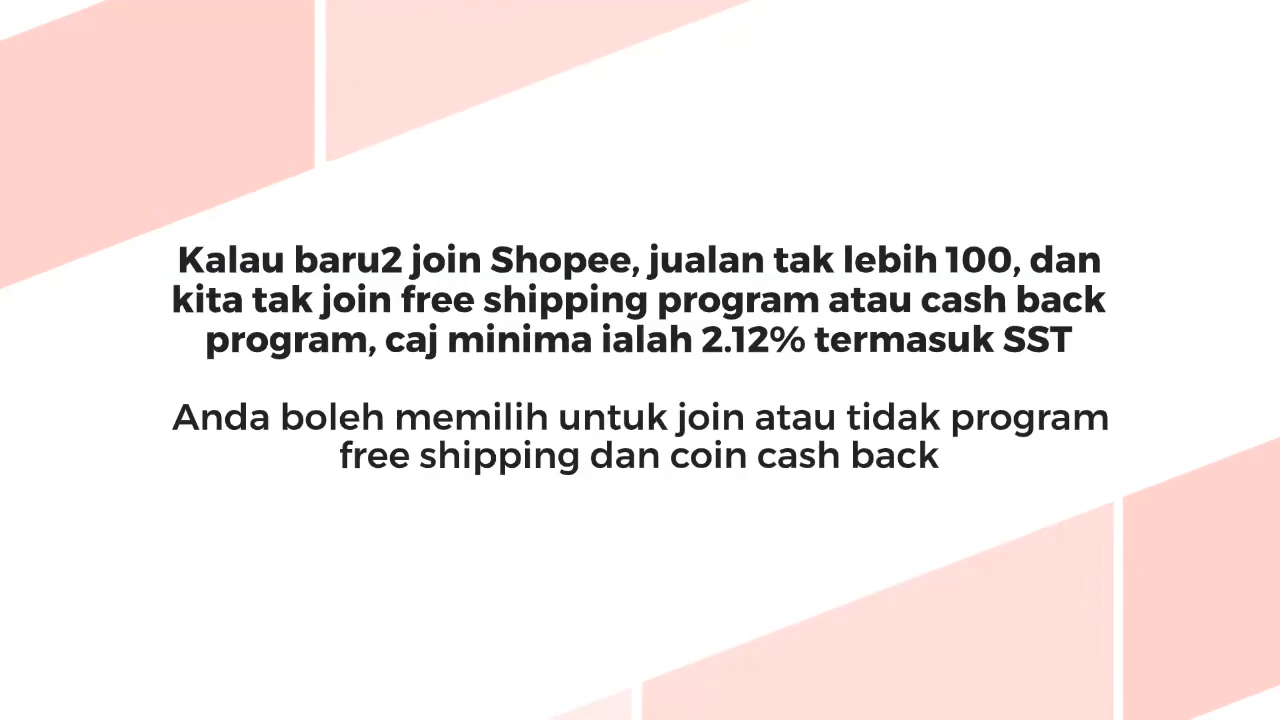 Kalau baru2 join Shopee, jualan tak lebih 100, dan
kita tak join free shipping program atau cash back
program, caj minima ialah 2.12% termasuk SST
Anda boleh memilih untuk join atau tidak program
free shipping dan coin cash back